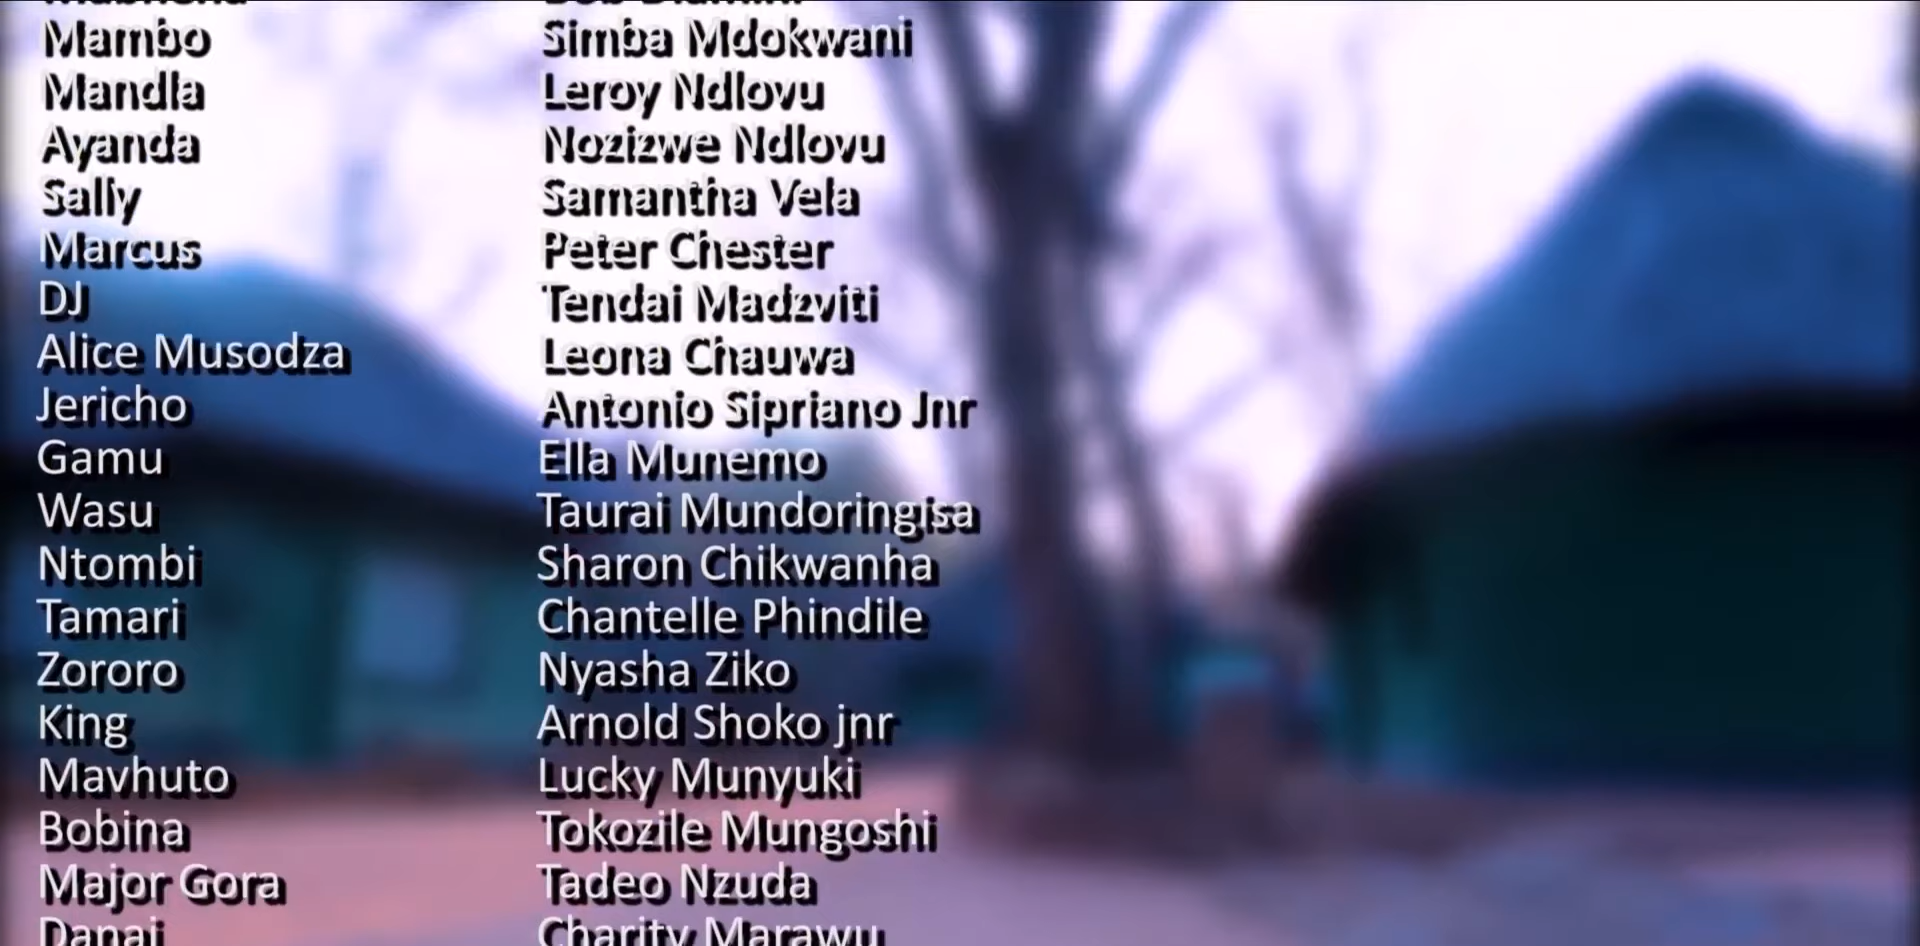 Mambo Simba Mdokwani
Mandla Leroy Ndlovu
Ayanda Nozizwe Ndlovu
Sally Samantha Vela
Marcus Peter Chester
DJ Tendai Madzviti
Alice Musodza Leona Chauwa
Jericho Antonio Sipriano Jnr
Gamu Ella Munemo
Wasu Taurai Mundoringisa
Ntombi Sharon Chikwanha
Tamari Chantelle Phindile
Zororo Nyasha Ziko
King Arnold Shoko jnr
Mavhuto Lucky Munyuki
Bobina Tokozile Mungoshi
Major Gora Tadeo Nzuda
Danai Charity Marawu